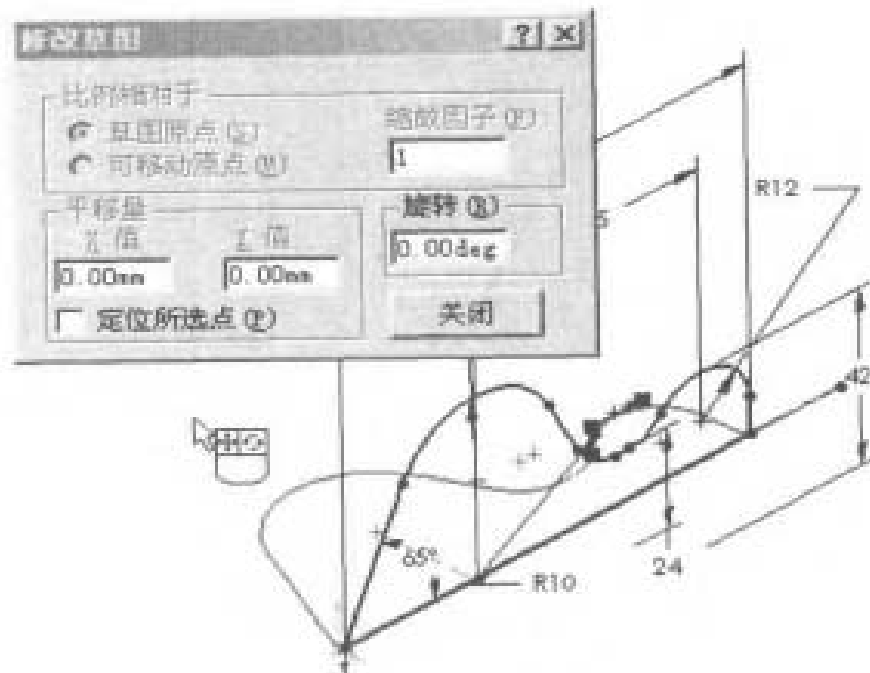 修改草图
比例相对于
草图原点(S)
可移动原点(M)
缩放因子(F)
1
平移量
旋转(R)
值
值
0.00mm
0.00mm
0.00deg
定位所选点(P)
关闭
5
R12
42
65°
R10
24